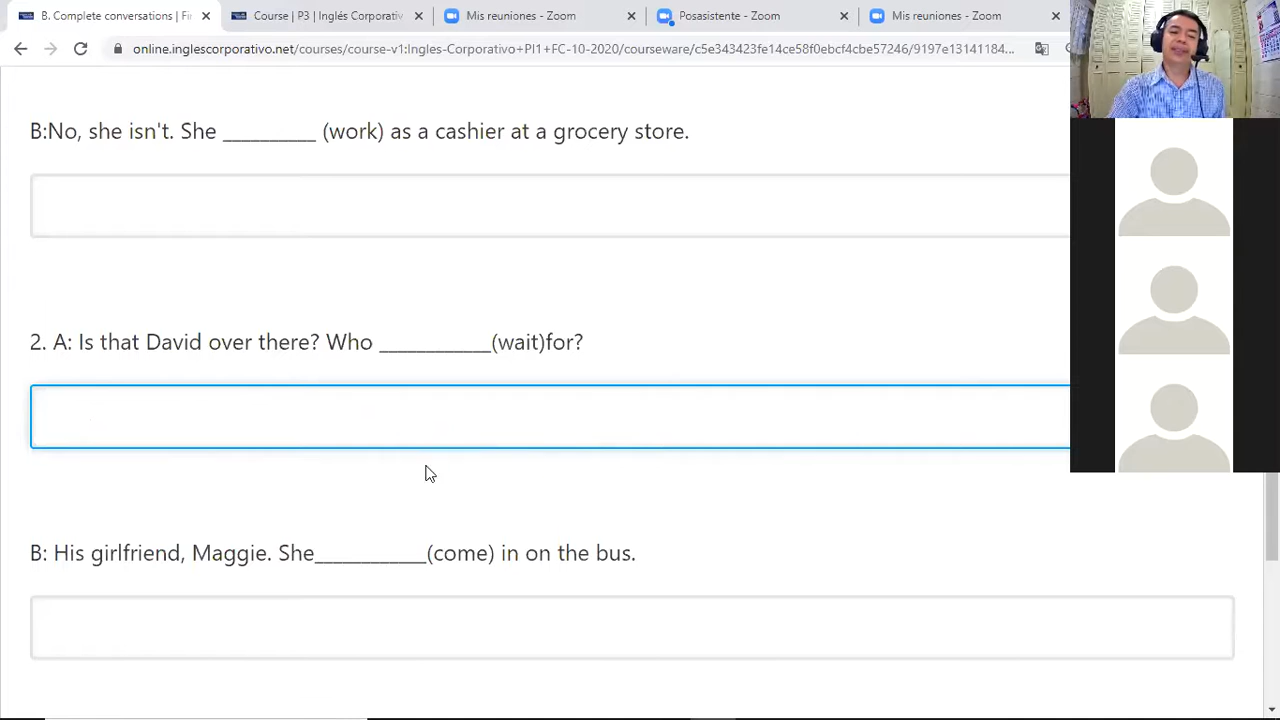 B. Complete conversations | Fi
Course | P3 | Inglés Corporativ
Mis reuniones - Zoom
Posasistente - Zoom
Mis reuniones - Zoom
online.inglescorporativo.net/courses/course-v1:Ingles-Corporativo+PI1+FC-10-2020/courseware/c5e343423fe14ce58f0ebcf4cbe57246/9197e13141184...
B:No, she isn't. She __________ (work) as a cashier at a grocery store.
2. A: Is that David over there? Who ____________(wait)for?
B: His girlfriend, Maggie. She____________(come) in on the bus.